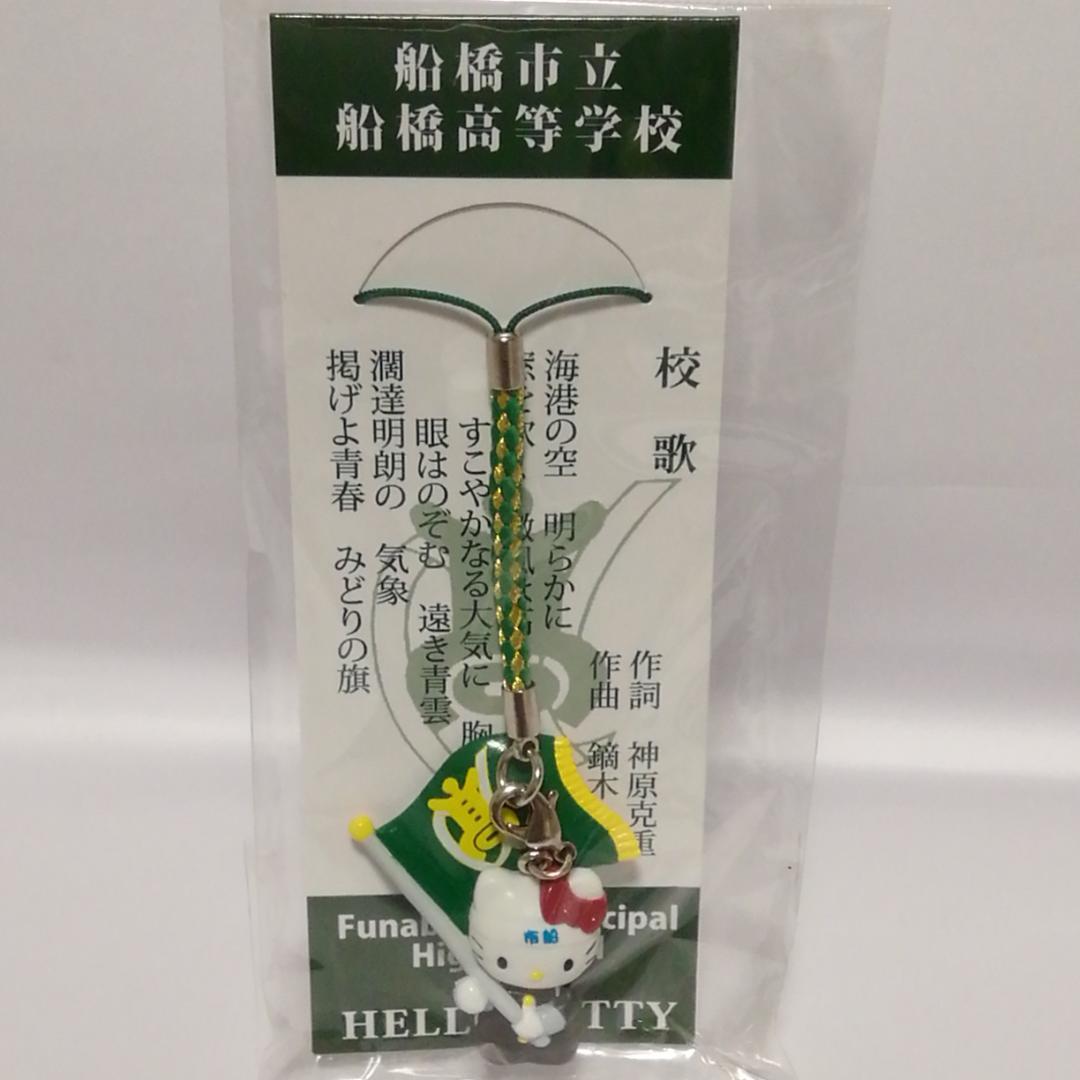 船橋市立
船橋高等学校
校歌
作詞 神原克重
作曲 鏑木
海港の空 明らかに
すこやかなる大気に 胸
眼はのぞむ 遠き青雲
濶達明朗の 気象
掲げよ青春 みどりの旗
市船
Funab cipal
Hig l
HELL TTY